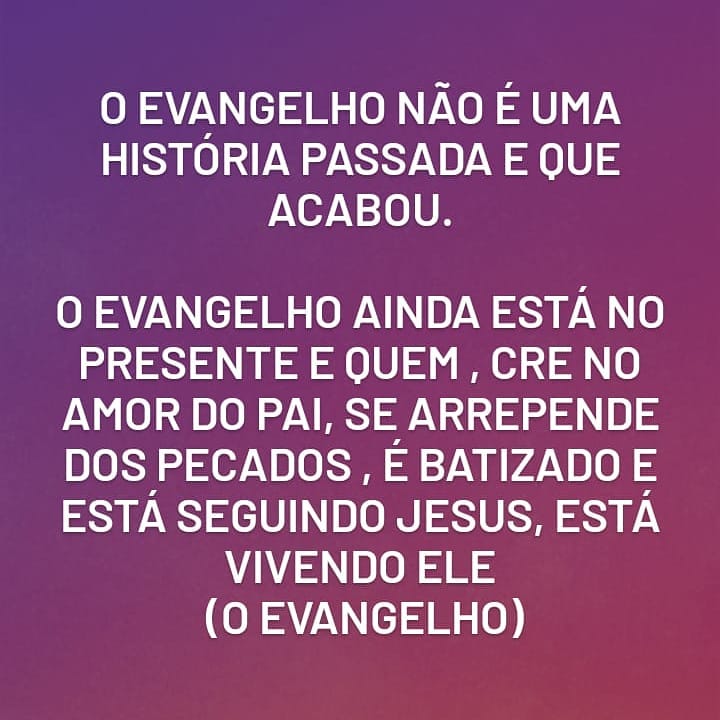 O EVANGELHO NÃO É UMA
HISTÓRIA PASSADA E QUE
ACABOU.
O EVANGELHO AINDA ESTÁ NO
PRESENTE E QUEM , CRE NO
AMOR DO PAI, SE ARREPENDE
DOS PECADOS , É BATIZADO E
ESTÁ SEGUINDO JESUS, ESTÁ
VIVENDO ELE
(O EVANGELHO)